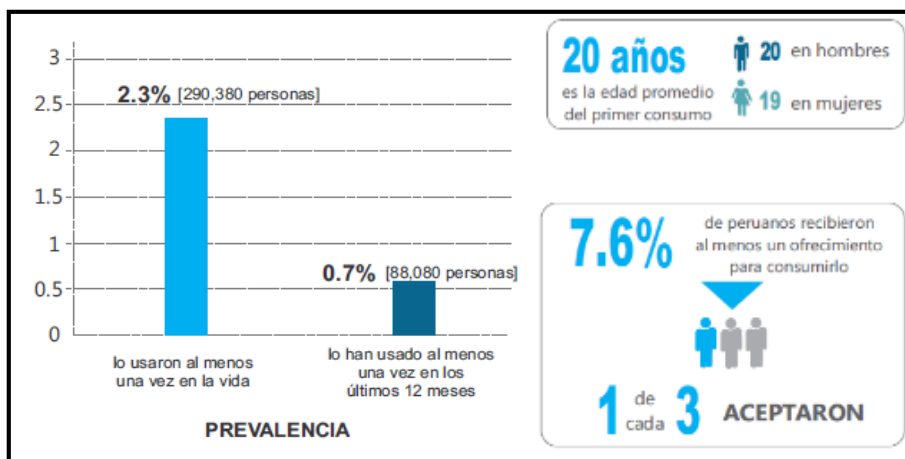 3
2.5
2
1.5
1
0.5
0
2.3% [290,380 personas]
0.7% [88,080 personas]
lo usaron al menos
una vez en la vida
lo han usado al menos
una vez en los
últimos 12 meses
PREVALENCIA
20 años
es la edad promedio
del primer consumo
20 en hombres
19 en mujeres
7.6%
de peruanos recibieron
al menos un ofrecimiento
para consumirlo
1 de cada 3 ACEPTARON